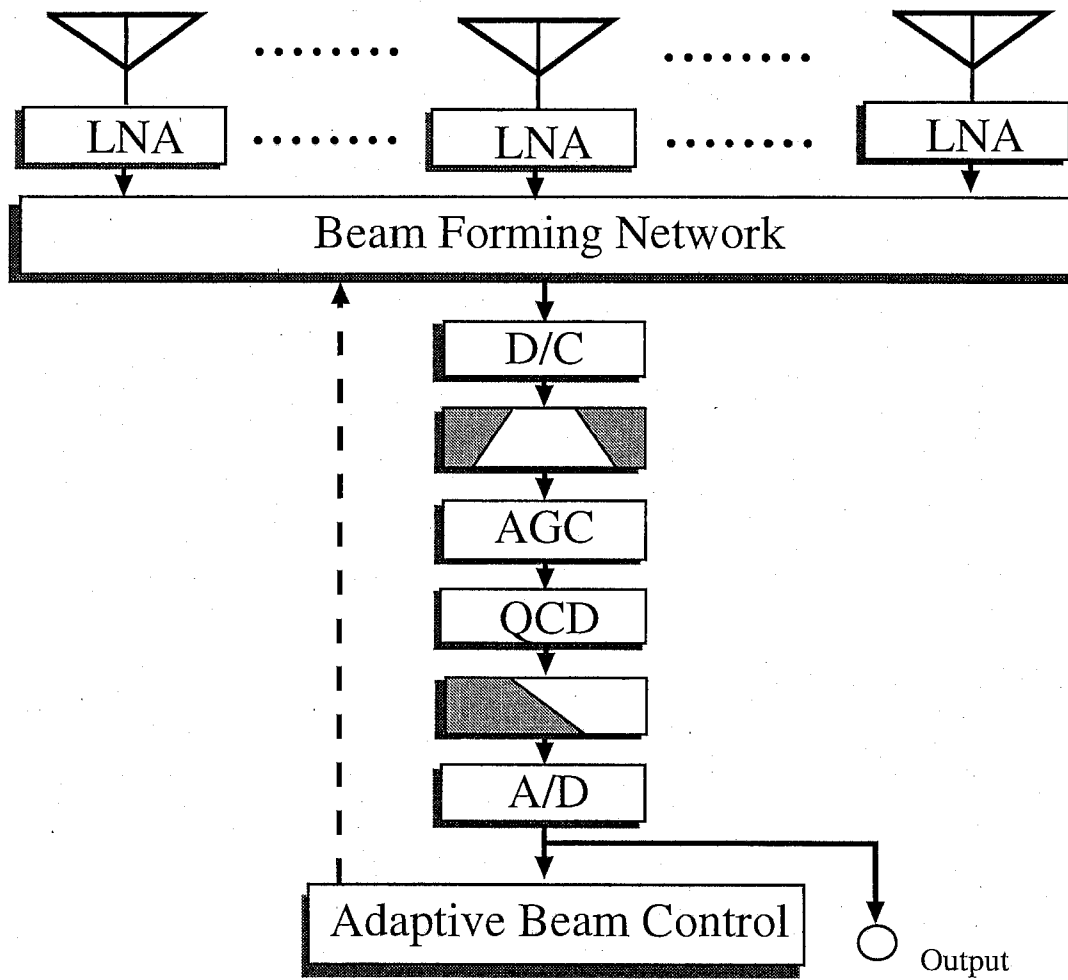 LNA
LNA
LNA
Beam Forming Network
D/C
AGC
QCD
A/D
Adaptive Beam Control
Output